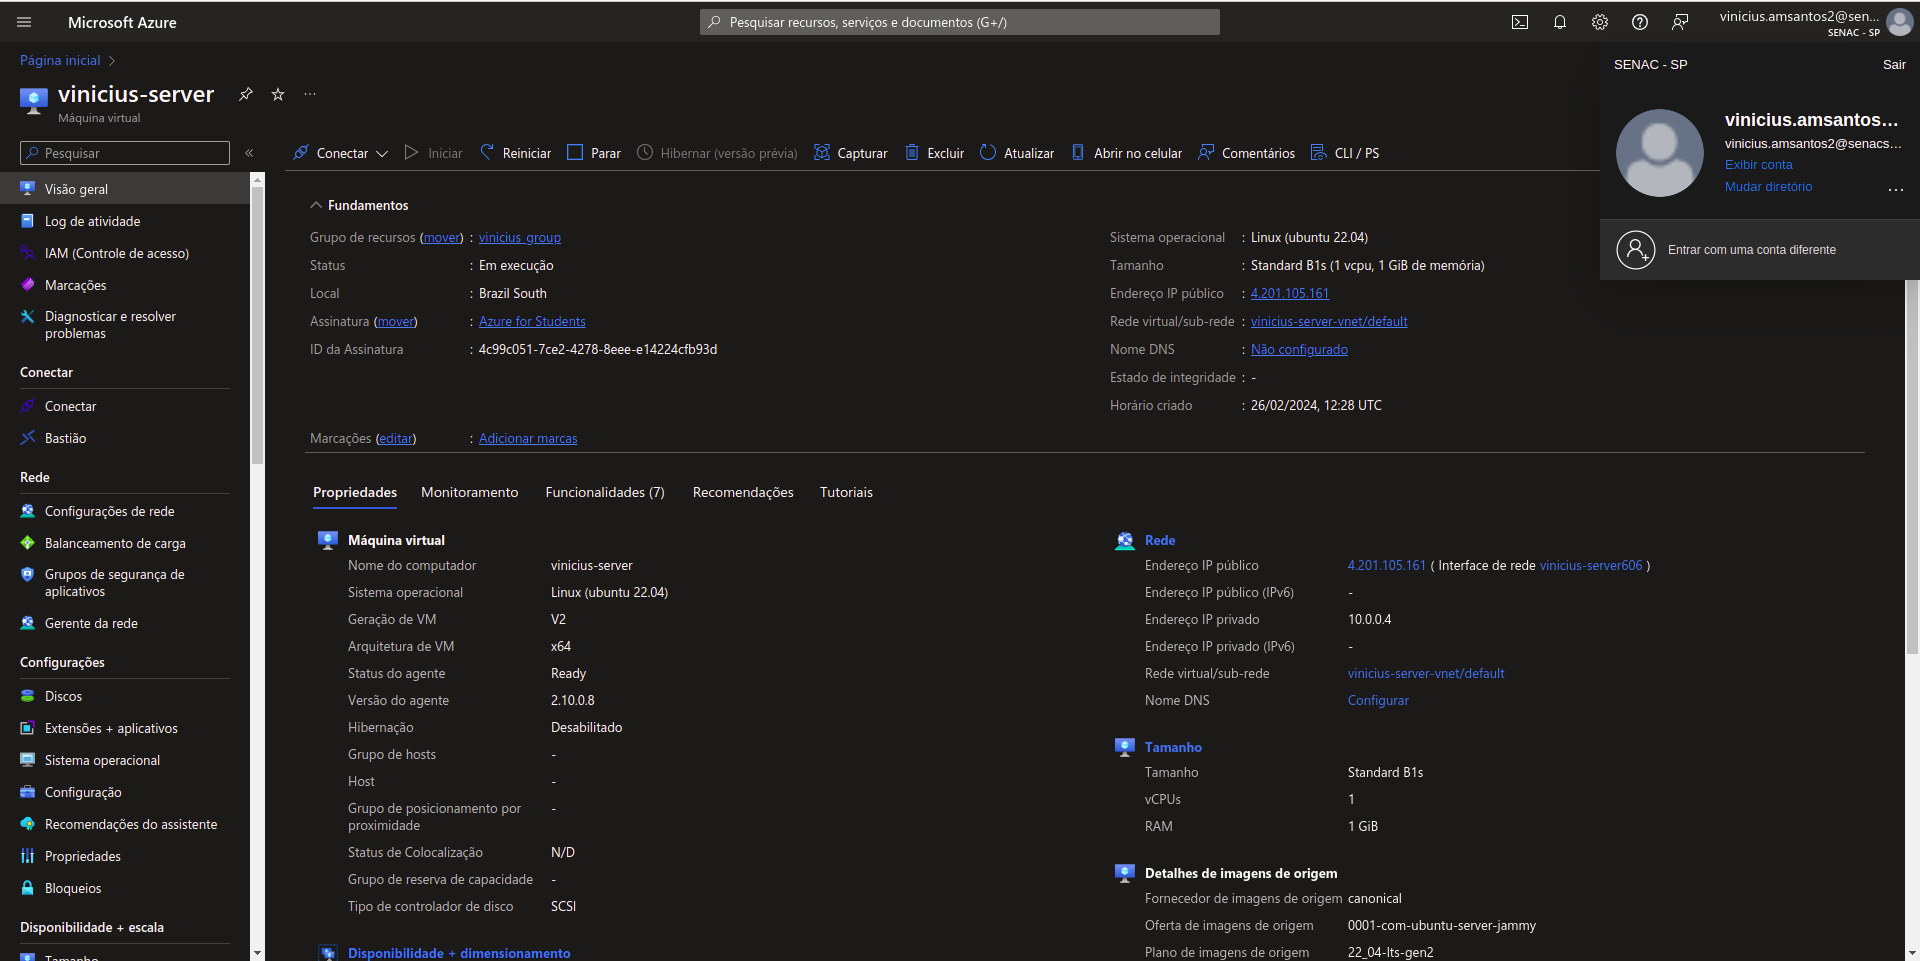 Microsoft Azure
Pesquisar recursos, serviços e documentos (G+/)
vinicius.amsantos2@sen...
SENAC - SP
Página inicial
vinicius-server
Máquina virtual
SENAC - SP
Sair
vinicius.amsantos...
vinicius.amsantos2@senacs...
Exibir conta
Mudar diretório
Entrar com uma conta diferente
Pesquisar
Conectar
Iniciar
Reiniciar
Parar
Hibernar (versão prévia)
Capturar
Excluir
Atualizar
Abrir no celular
Comentários
CLI / PS
Visão geral
Log de atividade
IAM (Controle de acesso)
Marcações
Diagnosticar e resolver
problemas
Conectar
Conectar
Bastião
Rede
Configurações de rede
Balanceamento de carga
Grupos de segurança de
aplicativos
Gerente da rede
Configurações
Discos
Extensões + aplicativos
Sistema operacional
Configuração
Recomendações do assistente
Propriedades
Bloqueios
Disponibilidade + escala
Tamanho
Fundamentos
Grupo de recursos (mover) : vinicius_group
Status : Em execução
Local : Brazil South
Assinatura (mover) : Azure for Students
ID da Assinatura : 4c99c051-7ce2-4278-8eee-e14224cfb93d
Sistema operacional : Linux (ubuntu 22.04)
Tamanho : Standard B1s (1 vcpu, 1 GiB de memória)
Endereço IP público : 4.201.105.161
Rede virtual/sub-rede : vinicius-server-vnet/default
Nome DNS : Não configurado
Estado de integridade : -
Horário criado : 26/02/2024, 12:28 UTC
Marcações (editar) : Adicionar marcas
Propriedades
Monitoramento
Funcionalidades (7)
Recomendações
Tutoriais
Máquina virtual
Nome do computador vinicius-server
Sistema operacional Linux (ubuntu 22.04)
Geração de VM V2
Arquitetura de VM x64
Status do agente Ready
Versão do agente 2.10.0.8
Hibernação Desabilitado
Grupo de hosts -
Host -
Grupo de posicionamento por -
proximidade
Status de Colocalização N/D
Grupo de reserva de capacidade -
Tipo de controlador de disco SCSI
Disponibilidade + dimensionamento
Rede
Endereço IP público 4.201.105.161 ( Interface de rede vinicius-server606 )
Endereço IP público (IPv6) -
Endereço IP privado 10.0.0.4
Endereço IP privado (IPv6) -
Rede virtual/sub-rede vinicius-server-vnet/default
Nome DNS Configurar
Tamanho
Tamanho Standard B1s
vCPUs 1
RAM 1 GiB
Detalhes de imagens de origem
Fornecedor de imagens de origem canonical
Oferta de imagens de origem 0001-com-ubuntu-server-jammy
Plano de imagens de origem 22_04-lts-gen2